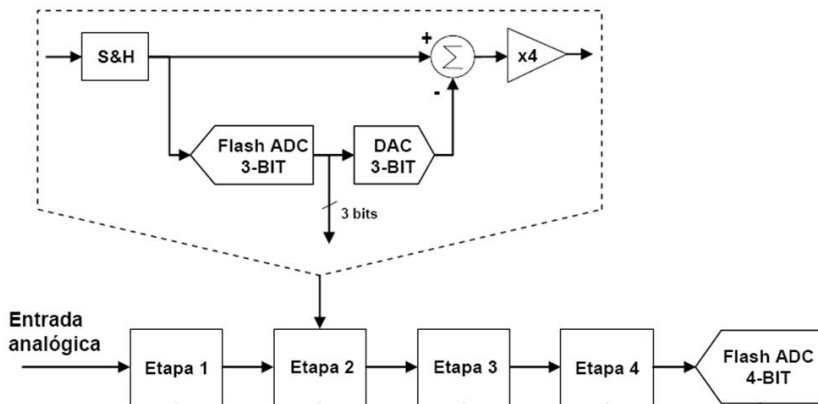 S&H
+
Σ
-
x4
Flash ADC
3-BIT
DAC
3-BIT
3 bits
Entrada
analógica
Etapa 1
Etapa 2
Etapa 3
Etapa 4
Flash ADC
4-BIT